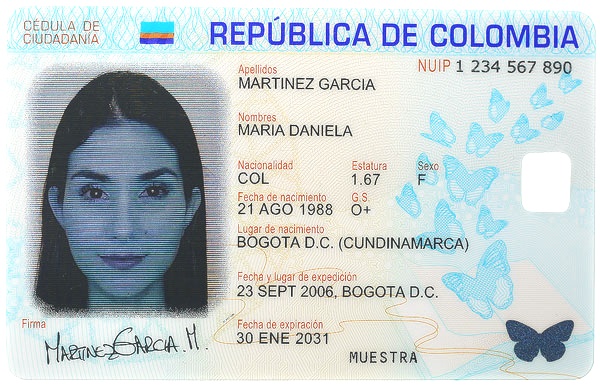 CÉDULA DE
CIUDADANÍA
REPÚBLICA DE COLOMBIA
NUIP 1 234 567 890
Apellidos
MARTINEZ GARCIA
Nombres
MARIA DANIELA
Nacionalidad Estatura Sexo
COL 1.67 F
Fecha de nacimiento G.S.
21 AGO 1988 O+
Lugar de nacimiento
BOGOTA D.C. (CUNDINAMARCA)
Fecha y lugar de expedición
23 SEPT 2006, BOGOTA D.C.
Firma
Martinez Garcia. M.
Fecha de expiración
30 ENE 2031
MUESTRA